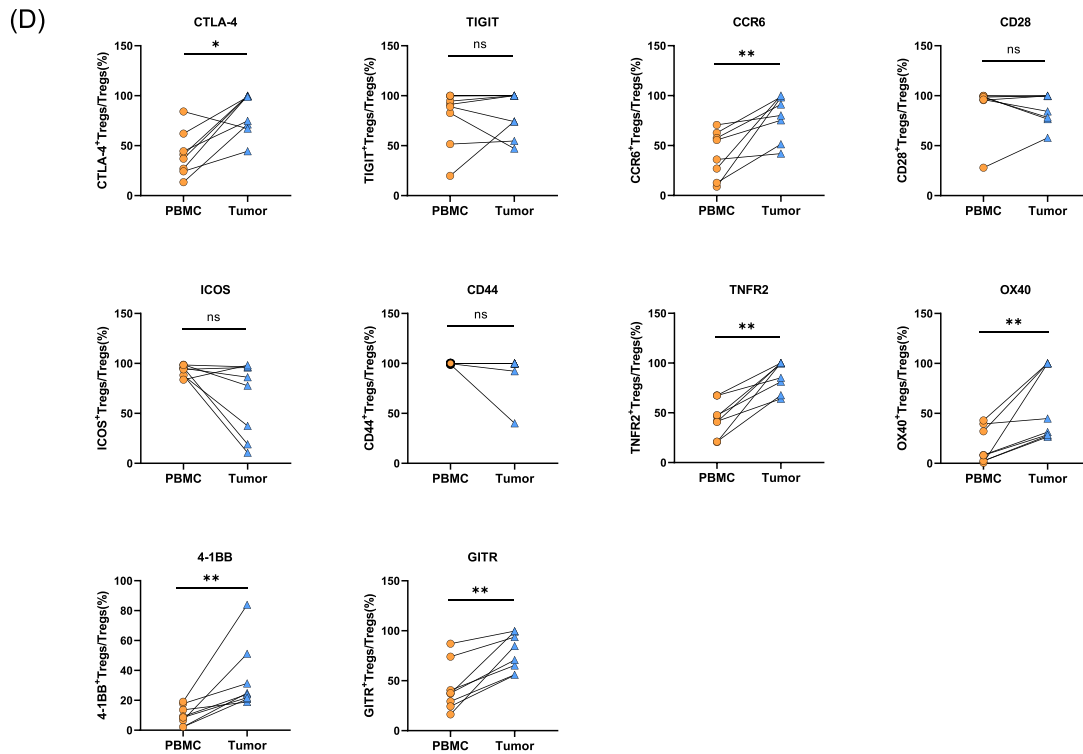 (D)
CTLA-4
*
CTLA-4+Tregs/Tregs(%)
150
100
50
0
PBMC Tumor
TIGIT
ns
TIGIT+Tregs/Tregs(%)
150
100
50
0
PBMC Tumor
CCR6
**
CCR6+Tregs/Tregs(%)
150
100
50
0
PBMC Tumor
CD28
ns
CD28+Tregs/Tregs(%)
150
100
50
0
PBMC Tumor
ICOS
ns
ICOS+Tregs/Tregs(%)
150
100
50
0
PBMC Tumor
CD44
ns
CD44+Tregs/Tregs(%)
150
100
50
0
PBMC Tumor
TNFR2
**
TNFR2+Tregs/Tregs(%)
150
100
50
0
PBMC Tumor
OX40
**
OX40+Tregs/Tregs(%)
150
100
50
0
PBMC Tumor
4-1BB
**
4-1BB+Tregs/Tregs(%)
100
80
60
40
20
0
PBMC Tumor
GITR
**
GITR+Tregs/Tregs(%)
150
100
50
0
PBMC Tumor